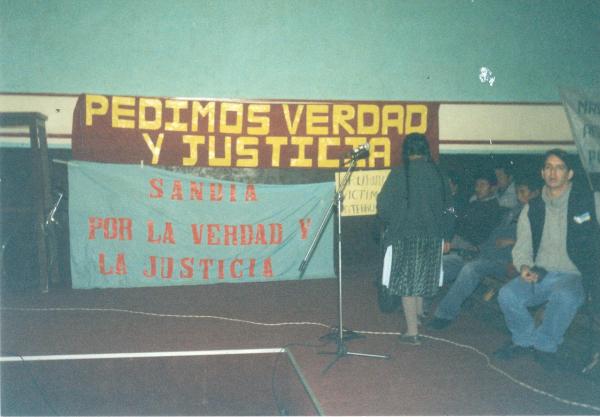 PEDIMOS VERDAD
Y JUSTICIA
SANDIA
POR LA VERDAD Y
LA JUSTICIA